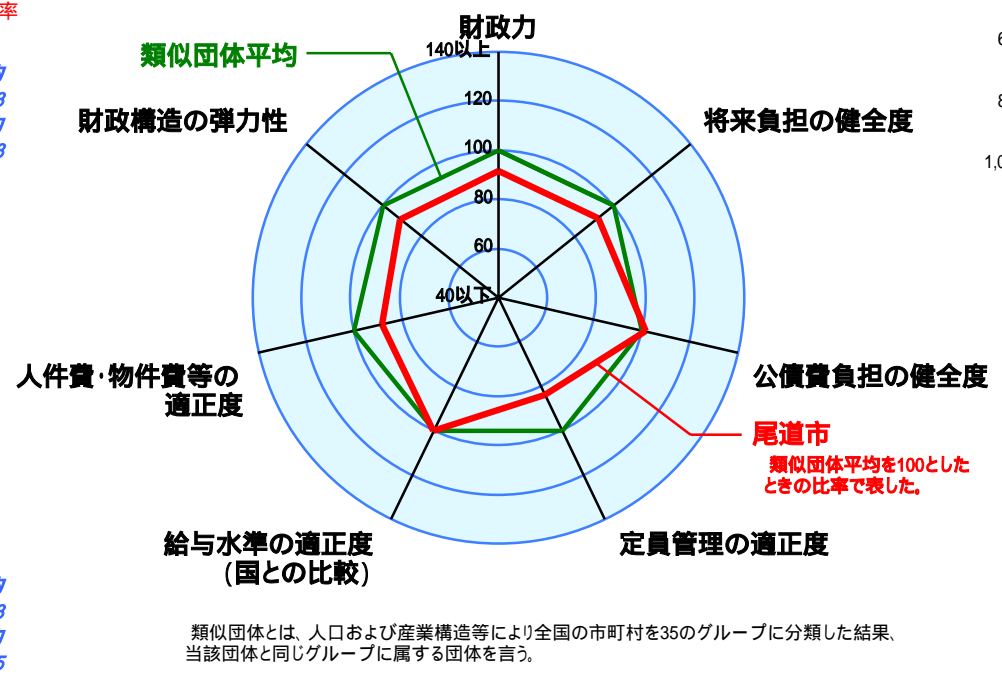 率
財政力
140以上
類似団体平均
120
財政構造の弾力性
将来負担の健全度
100
80
60
40以下
人件費・物件費等の
適正度
公債費負担の健全度
尾道市
類似団体平均を100とした
ときの比率で表した。
給与水準の適正度
(国との比較)
定員管理の適正度
類似団体とは、人口および産業構造等により全国の市町村を35のグループに分類した結果、
当該団体と同じグループに属する団体を言う。